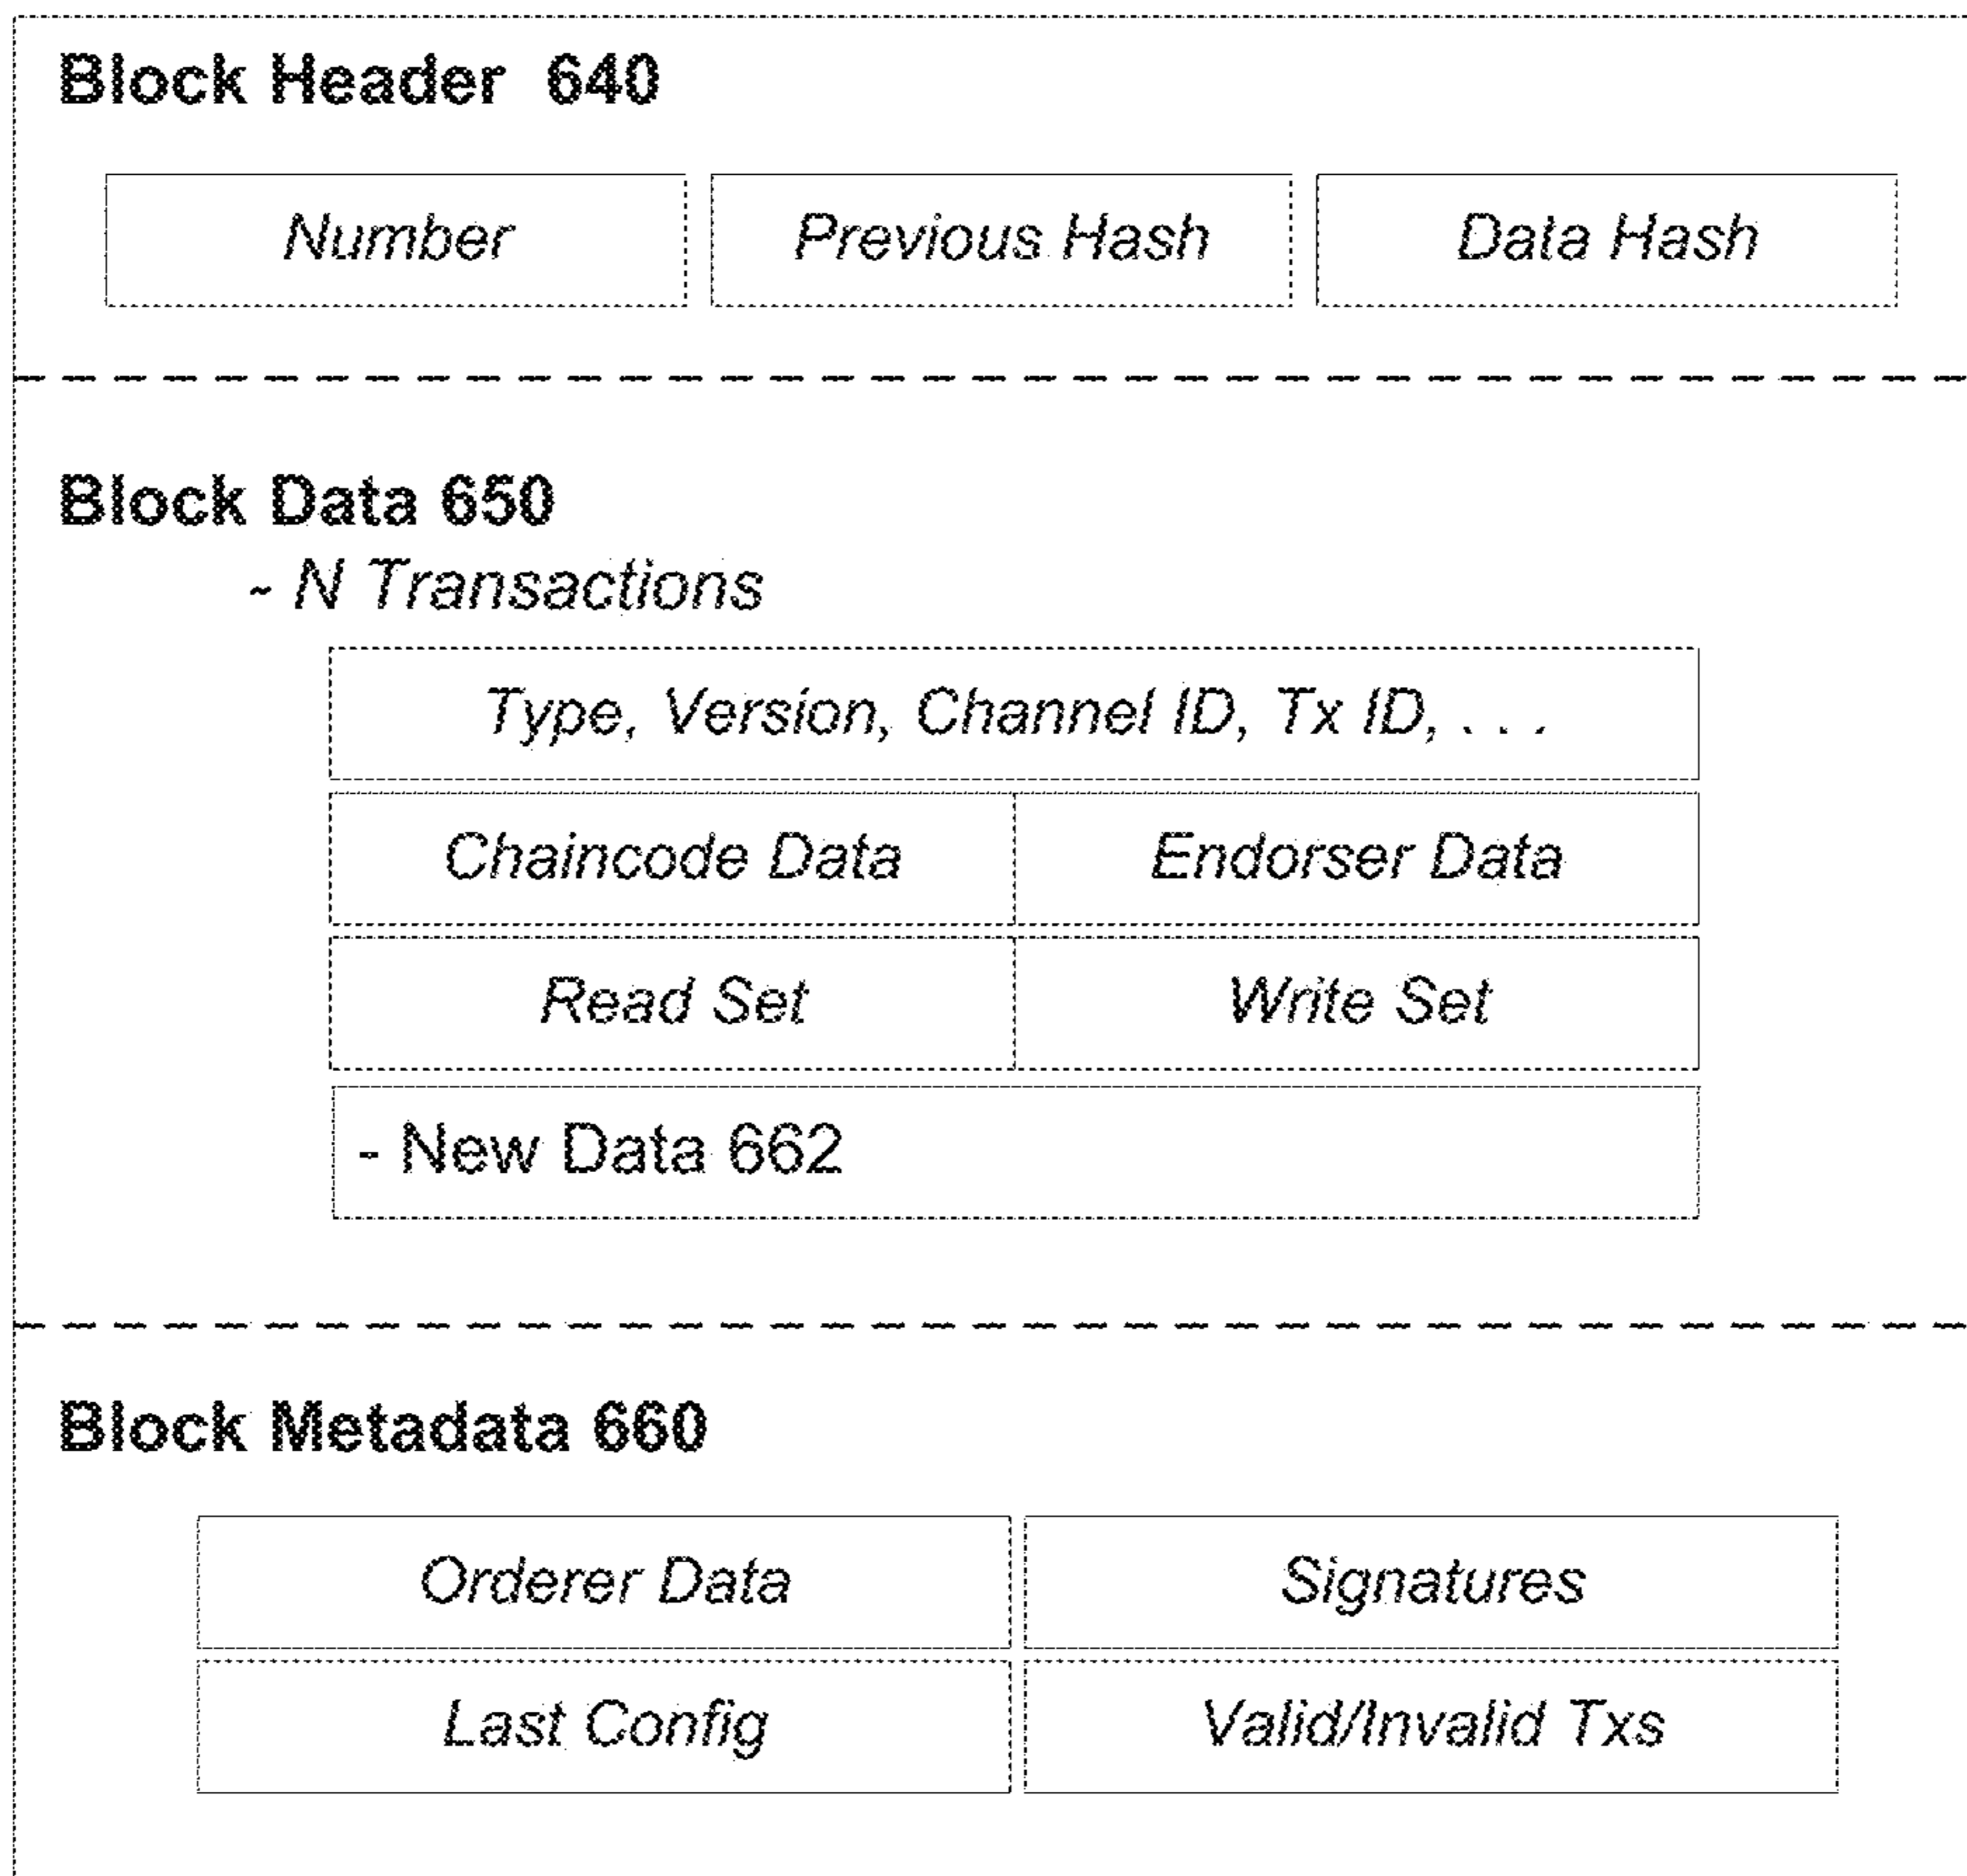 Block Header 640
Number Previous Hash Data Hash
Block Data 650
- N Transactions
Type, Version, Channel ID, Tx ID, . . .
Chaincode Data Endorser Data
Read Set Write Set
- New Data 662
Block Metadata 660
Orderer Data Signatures
Last Config Valid/Invalid Txs